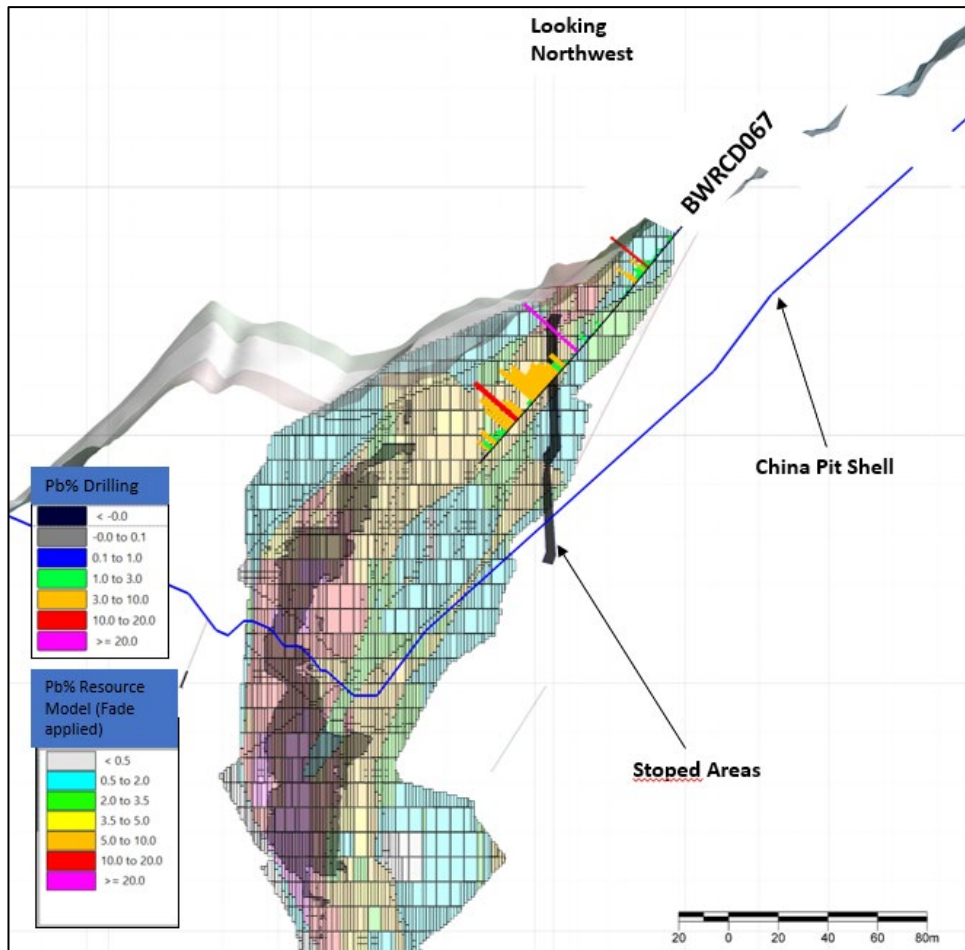 Looking
Northwest
BWRCD067
China Pit Shell
Pb% Drilling
< -0.0
-0.0 to 0.1
0.1 to 1.0
1.0 to 3.0
3.0 to 10.0
10.0 to 20.0
>= 20.0
Pb% Resource
Model (Fade
applied)
< 0.5
0.5 to 2.0
2.0 to 3.5
3.5 to 5.0
5.0 to 10.0
10.0 to 20.0
>= 20.0
Stoped Areas
20 0 20 40 60 80m